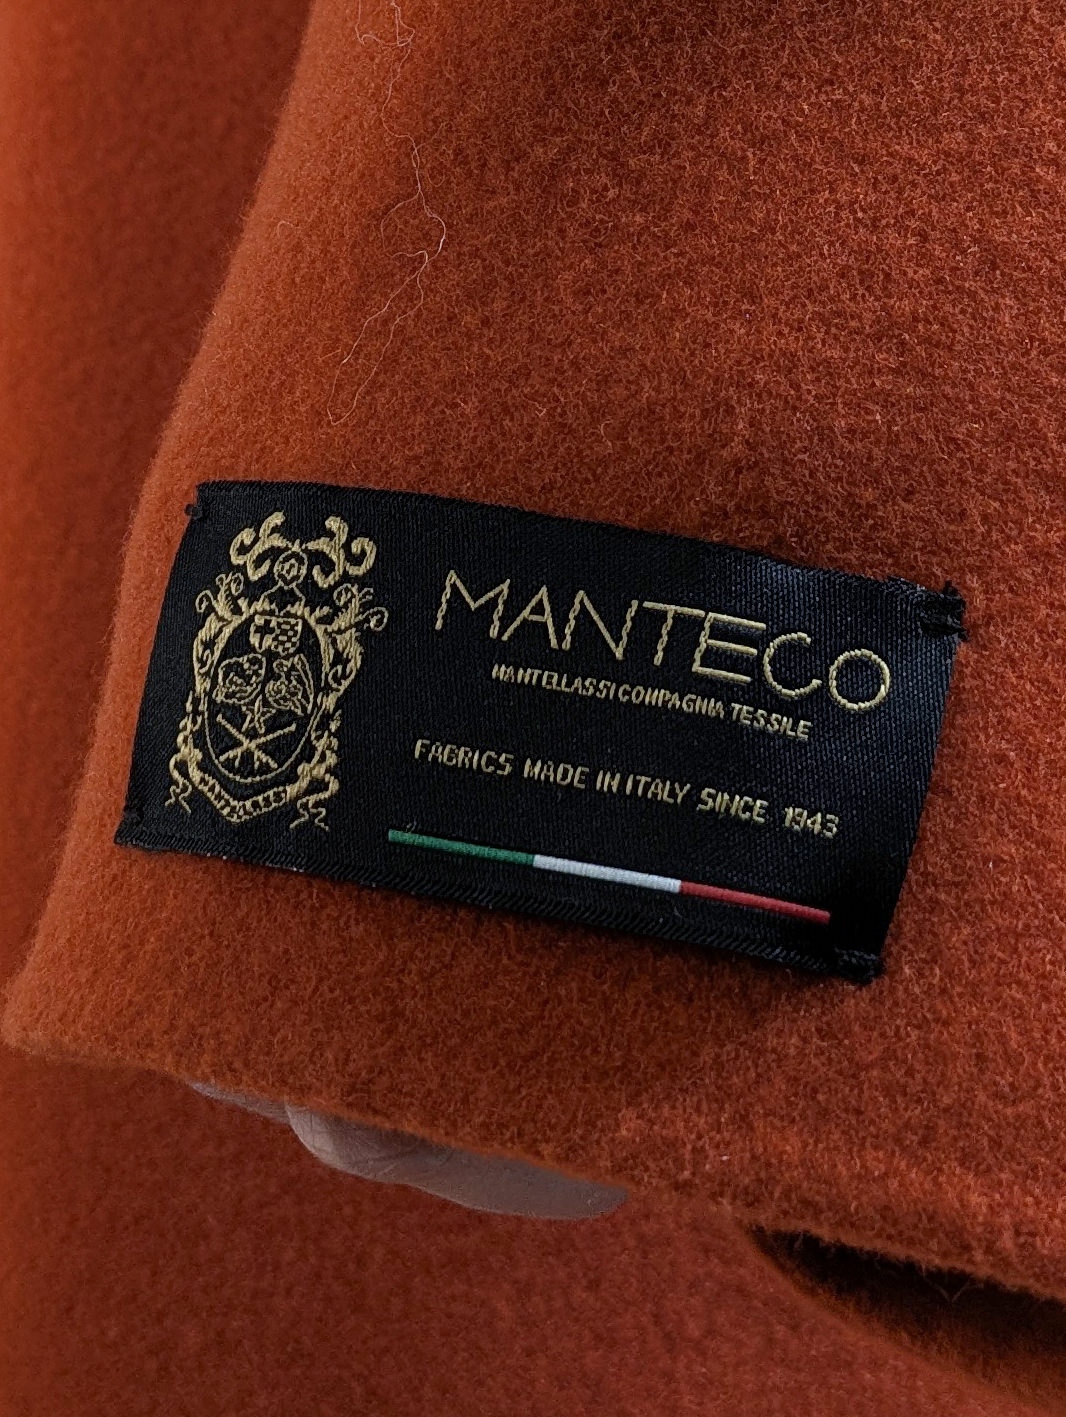 MANTECO
MANTELLASSI COMPAGNIA TESSILE
FABRICS MADE IN ITALY SINCE 1943